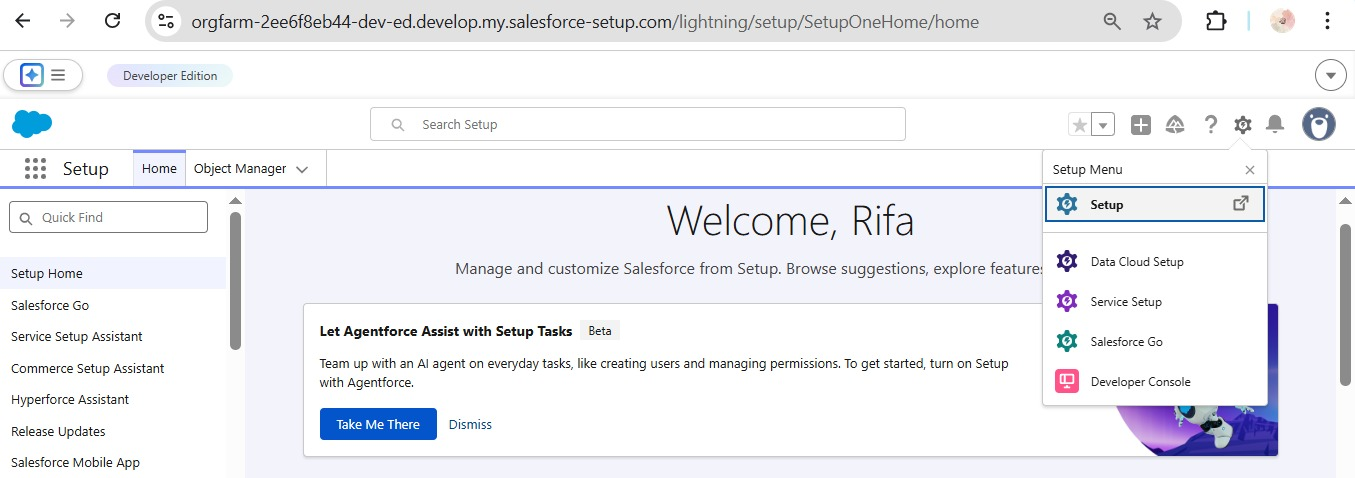 orgfarm-2ee6f8eb44-dev-ed.develop.my.salesforce-setup.com/lightning/setup/SetupOneHome/home
Developer Edition
Search Setup
Setup
Home
Object Manager
Setup Menu
Setup
Data Cloud Setup
Service Setup
Salesforce Go
Developer Console
Quick Find
Setup Home
Salesforce Go
Service Setup Assistant
Commerce Setup Assistant
Hyperforce Assistant
Release Updates
Salesforce Mobile App
Welcome, Rifa
Manage and customize Salesforce from Setup. Browse suggestions, explore feature
Let Agentforce Assist with Setup Tasks
Beta
Team up with an AI agent on everyday tasks, like creating users and managing permissions. To get started, turn on Setup
with Agentforce.
Take Me There
Dismiss